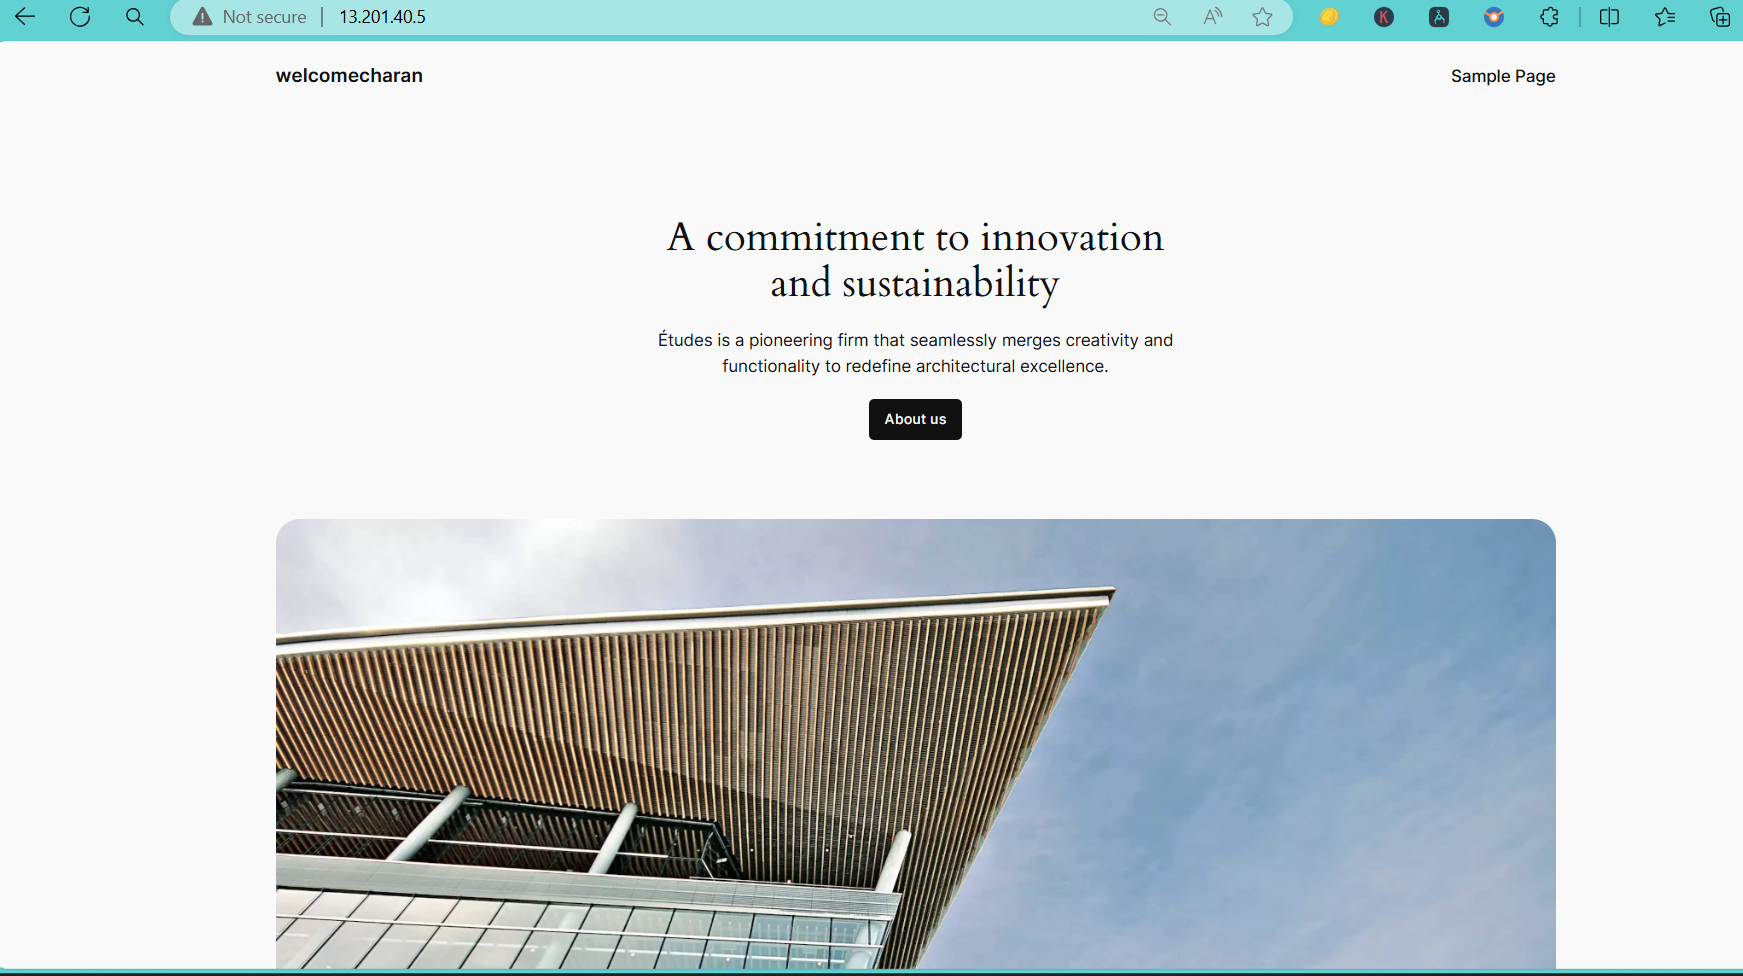 Not secure | 13.201.40.5
welcomecharan
Sample Page
A commitment to innovation
and sustainability
Études is a pioneering firm that seamlessly merges creativity and
functionality to redefine architectural excellence.
About us